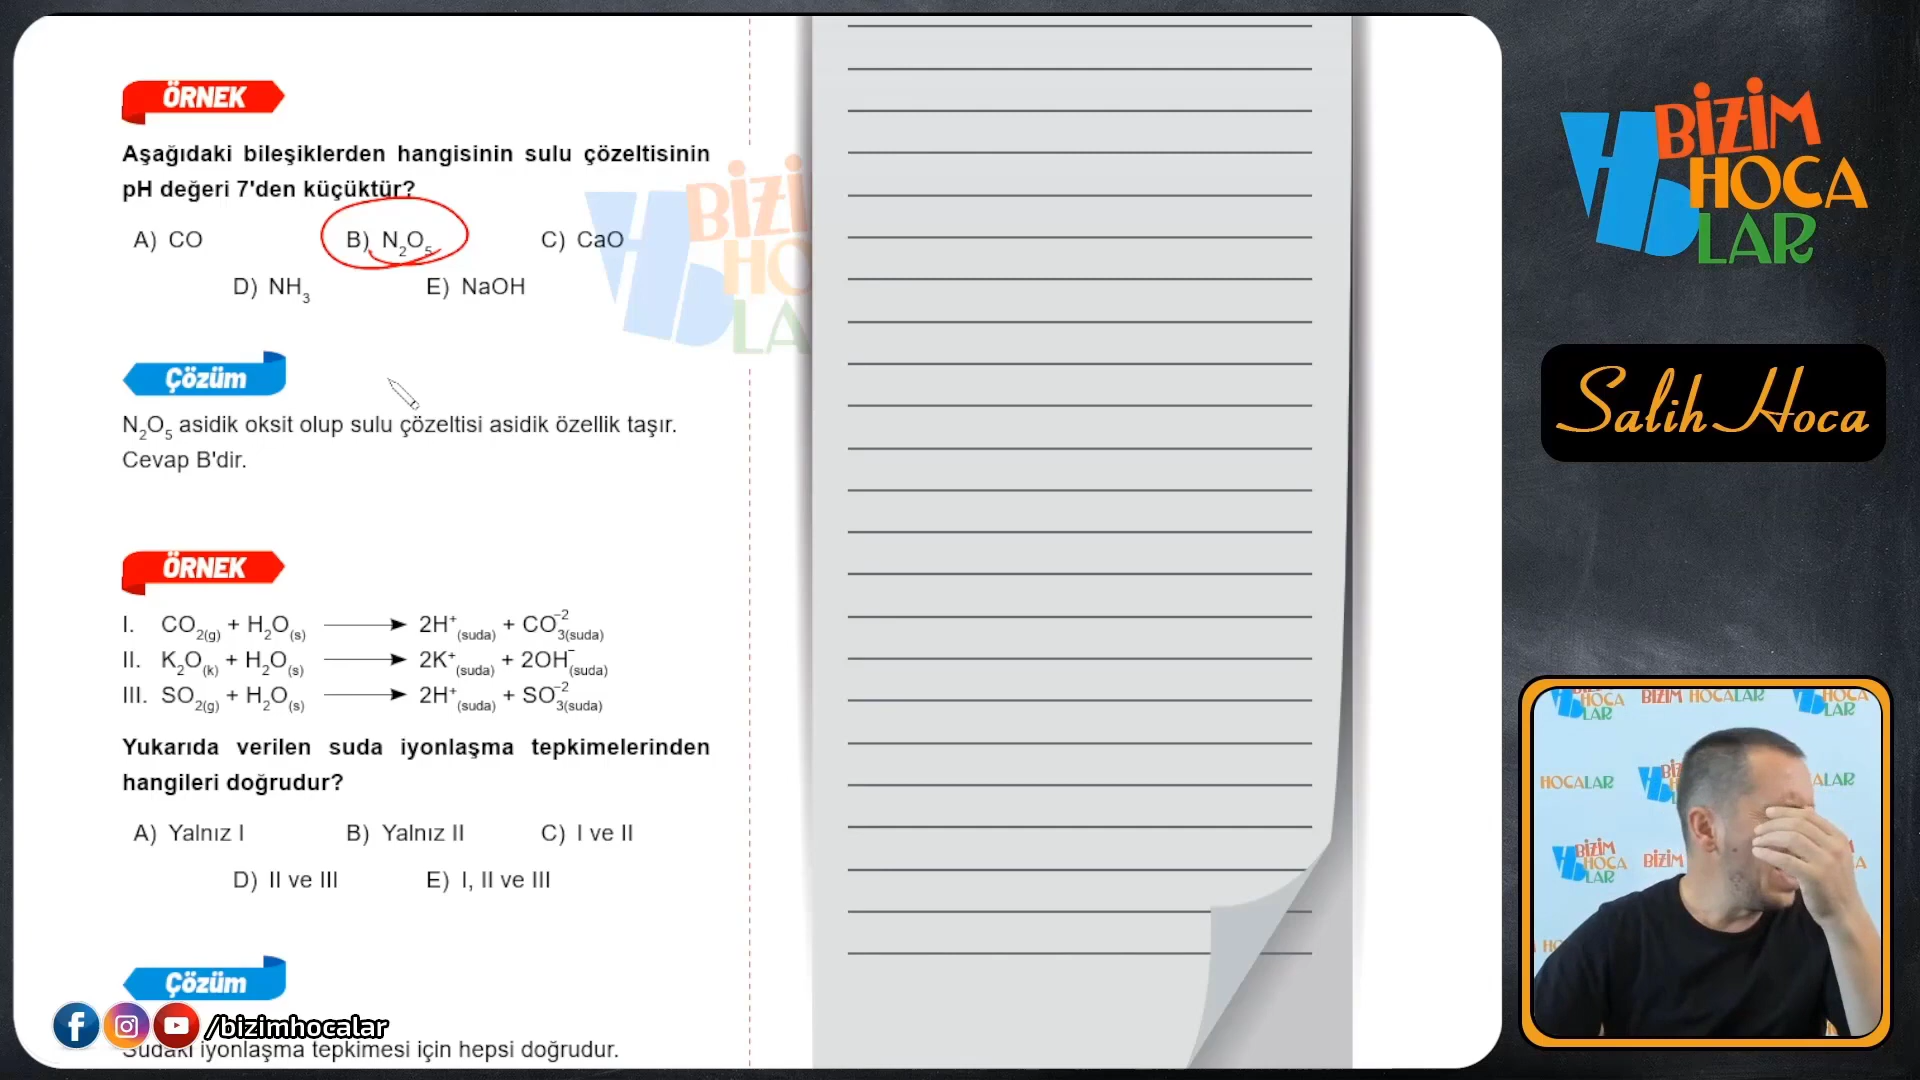 ÖRNEK
Aşağıdaki bileşiklerden hangisinin sulu çözeltisinin
pH değeri 7'den küçüktür?
A) CO B) N₂O₅ C) CaO
D) NH₃ E) NaOH
Çözüm
N₂O₅ asidik oksit olup sulu çözeltisi asidik özellik taşır.
Cevap B'dir.
ÖRNEK
I. CO₂(g) + H₂O(s) ⟶ 2H⁺(suda) + CO₃⁻²(suda)
II. K₂O(k) + H₂O(s) ⟶ 2K⁺(suda) + 2OH⁻(suda)
III. SO₂(g) + H₂O(s) ⟶ 2H⁺(suda) + SO₃⁻²(suda)
Yukarıda verilen suda iyonlaşma tepkimelerinden
hangileri doğrudur?
A) Yalnız I B) Yalnız II C) I ve II
D) II ve III E) I, II ve III
Çözüm
/bizimhocalar
Sudaki iyonlaşma tepkimesi için hepsi doğrudur.
BİZİM
HOCA
LAR
Salih Hoca